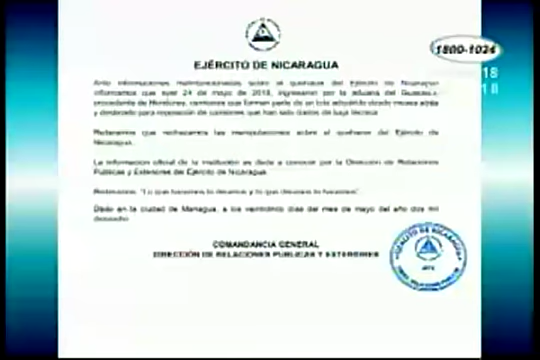 1800-1024
18
18
EJÉRCITO DE NICARAGUA
Ante informaciones sobre el quehacer del Ejército de Nicaragua
informamos que ayer 24 de mayo de 2018, ingresaron por la aduana del Guasaule
procedente de Honduras, camiones que forman parte de un lote adquirido desde meses atrás
y destinado para reposición de camiones que han sido dados de baja técnica.
Reiteramos que rechazamos las manipulaciones sobre el quehacer del Ejército de
Nicaragua.
La información oficial de la institución es dada a conocer por la Dirección de Relaciones
Públicas y Exteriores del Ejército de Nicaragua.
"Lo que hacemos lo decimos y lo que decimos lo hacemos".
Dado en la ciudad de Managua, a los días del mes de mayo del año dos mil
dieciocho
COMANDANCIA GENERAL
DIRECCIÓN DE RELACIONES PÚBLICAS Y EXTERIORES
EJÉRCITO DE NICARAGUA